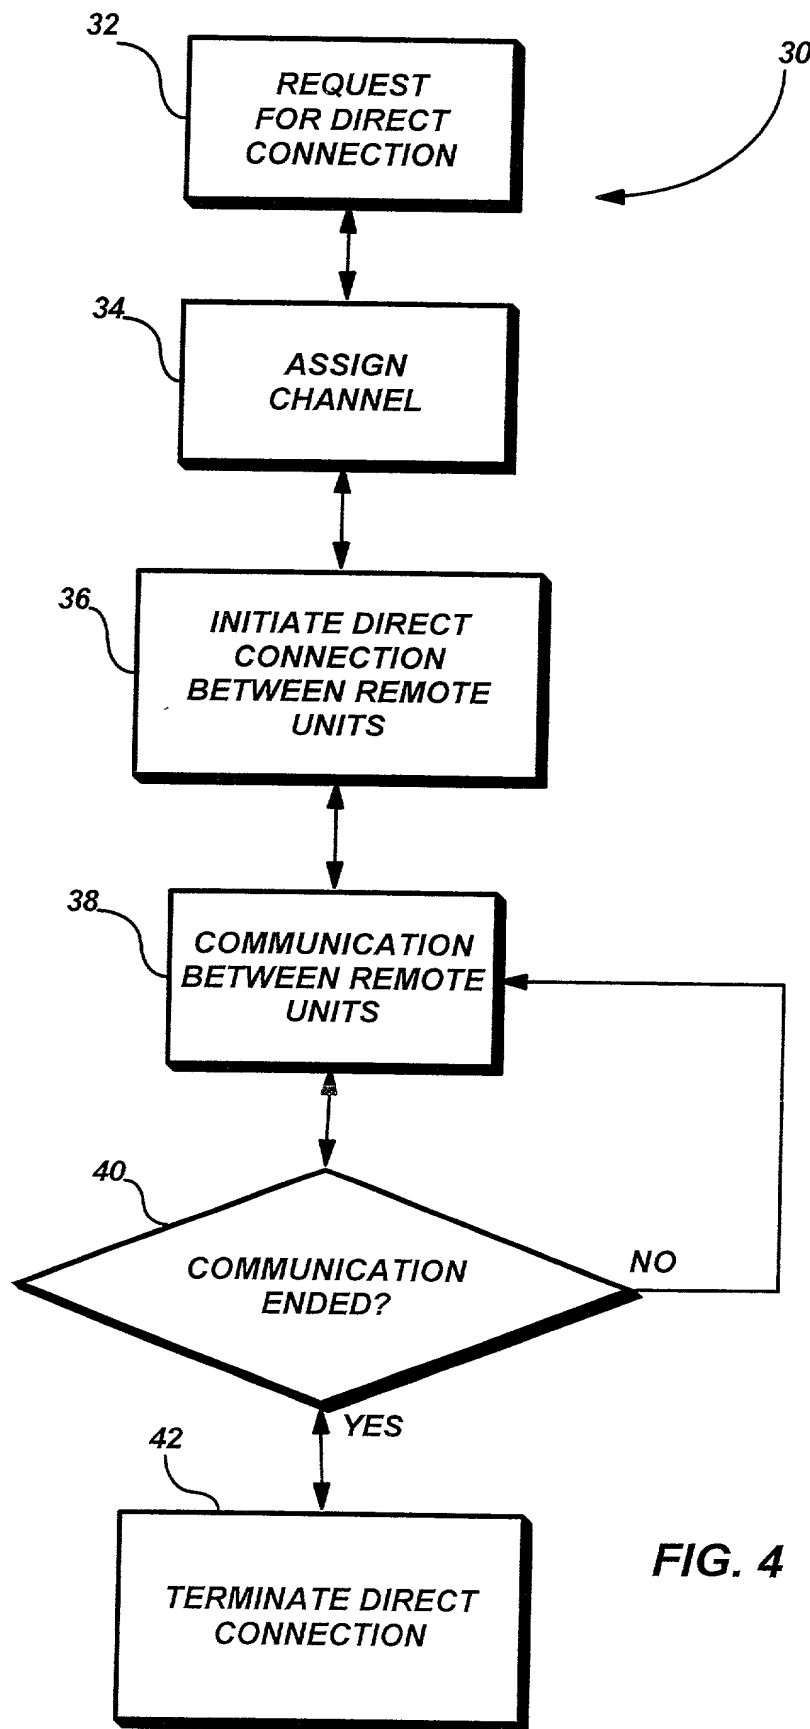 32
30
REQUEST
FOR DIRECT
CONNECTION
34
ASSIGN
CHANNEL
36
INITIATE DIRECT
CONNECTION
BETWEEN REMOTE
UNITS
38
COMMUNICATION
BETWEEN REMOTE
UNITS
40
COMMUNICATION
ENDED?
NO
YES
42
TERMINATE DIRECT
CONNECTION
FIG. 4